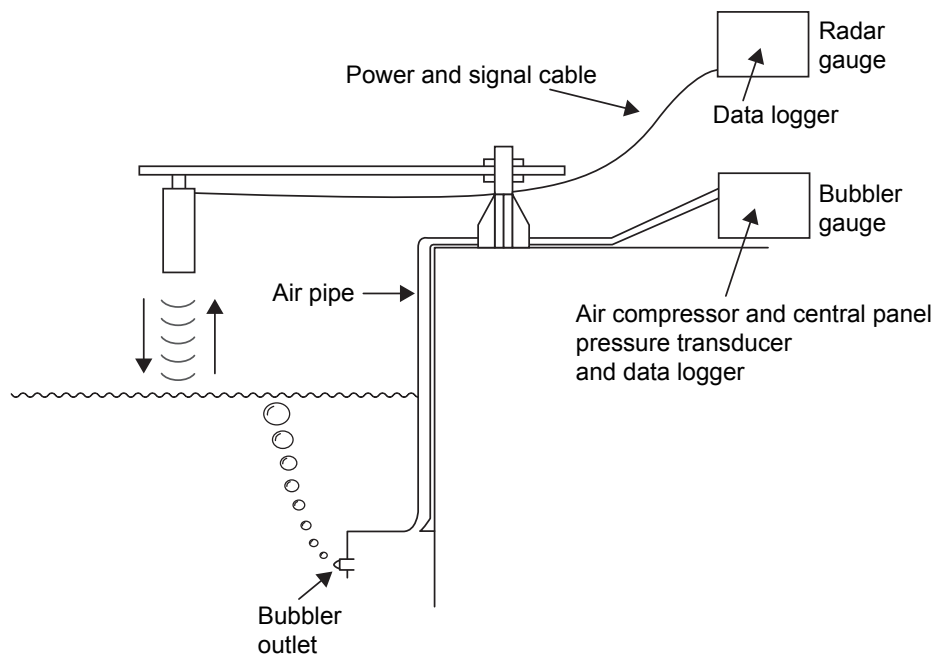 Radar
gauge
Power and signal cable
Data logger
Bubbler
gauge
Air pipe
Air compressor and central panel
pressure transducer
and data logger
Bubbler
outlet